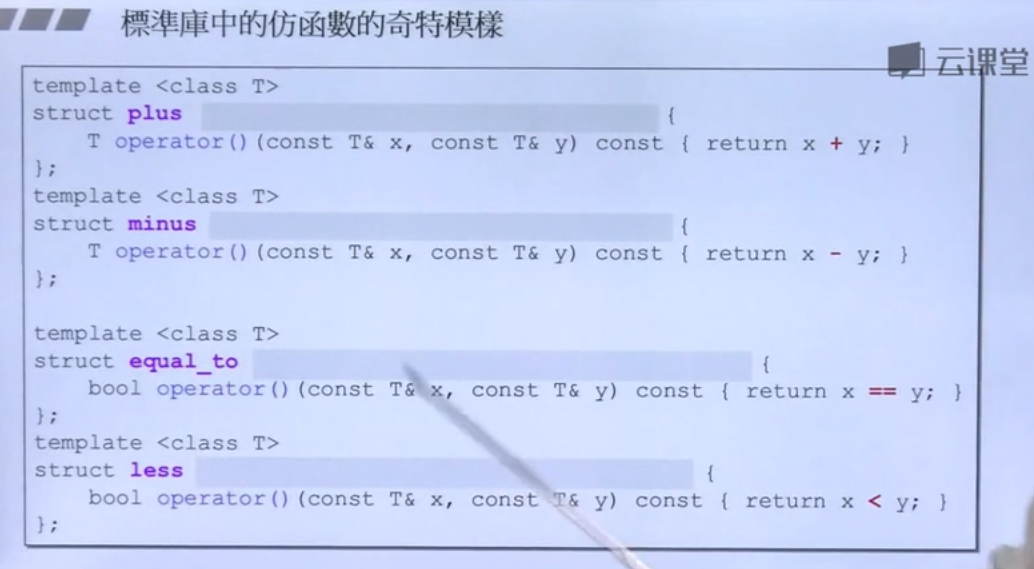 標準庫中的仿函數的奇特模樣
云课堂
template <class T>
struct plus {
T operator()(const T& x, const T& y) const { return x + y; }
};
template <class T>
struct minus {
T operator()(const T& x, const T& y) const { return x - y; }
};
template <class T>
struct equal_to {
bool operator()(const T& x, const T& y) const { return x == y; }
};
template <class T>
struct less {
bool operator()(const T& x, const T& y) const { return x < y; }
};